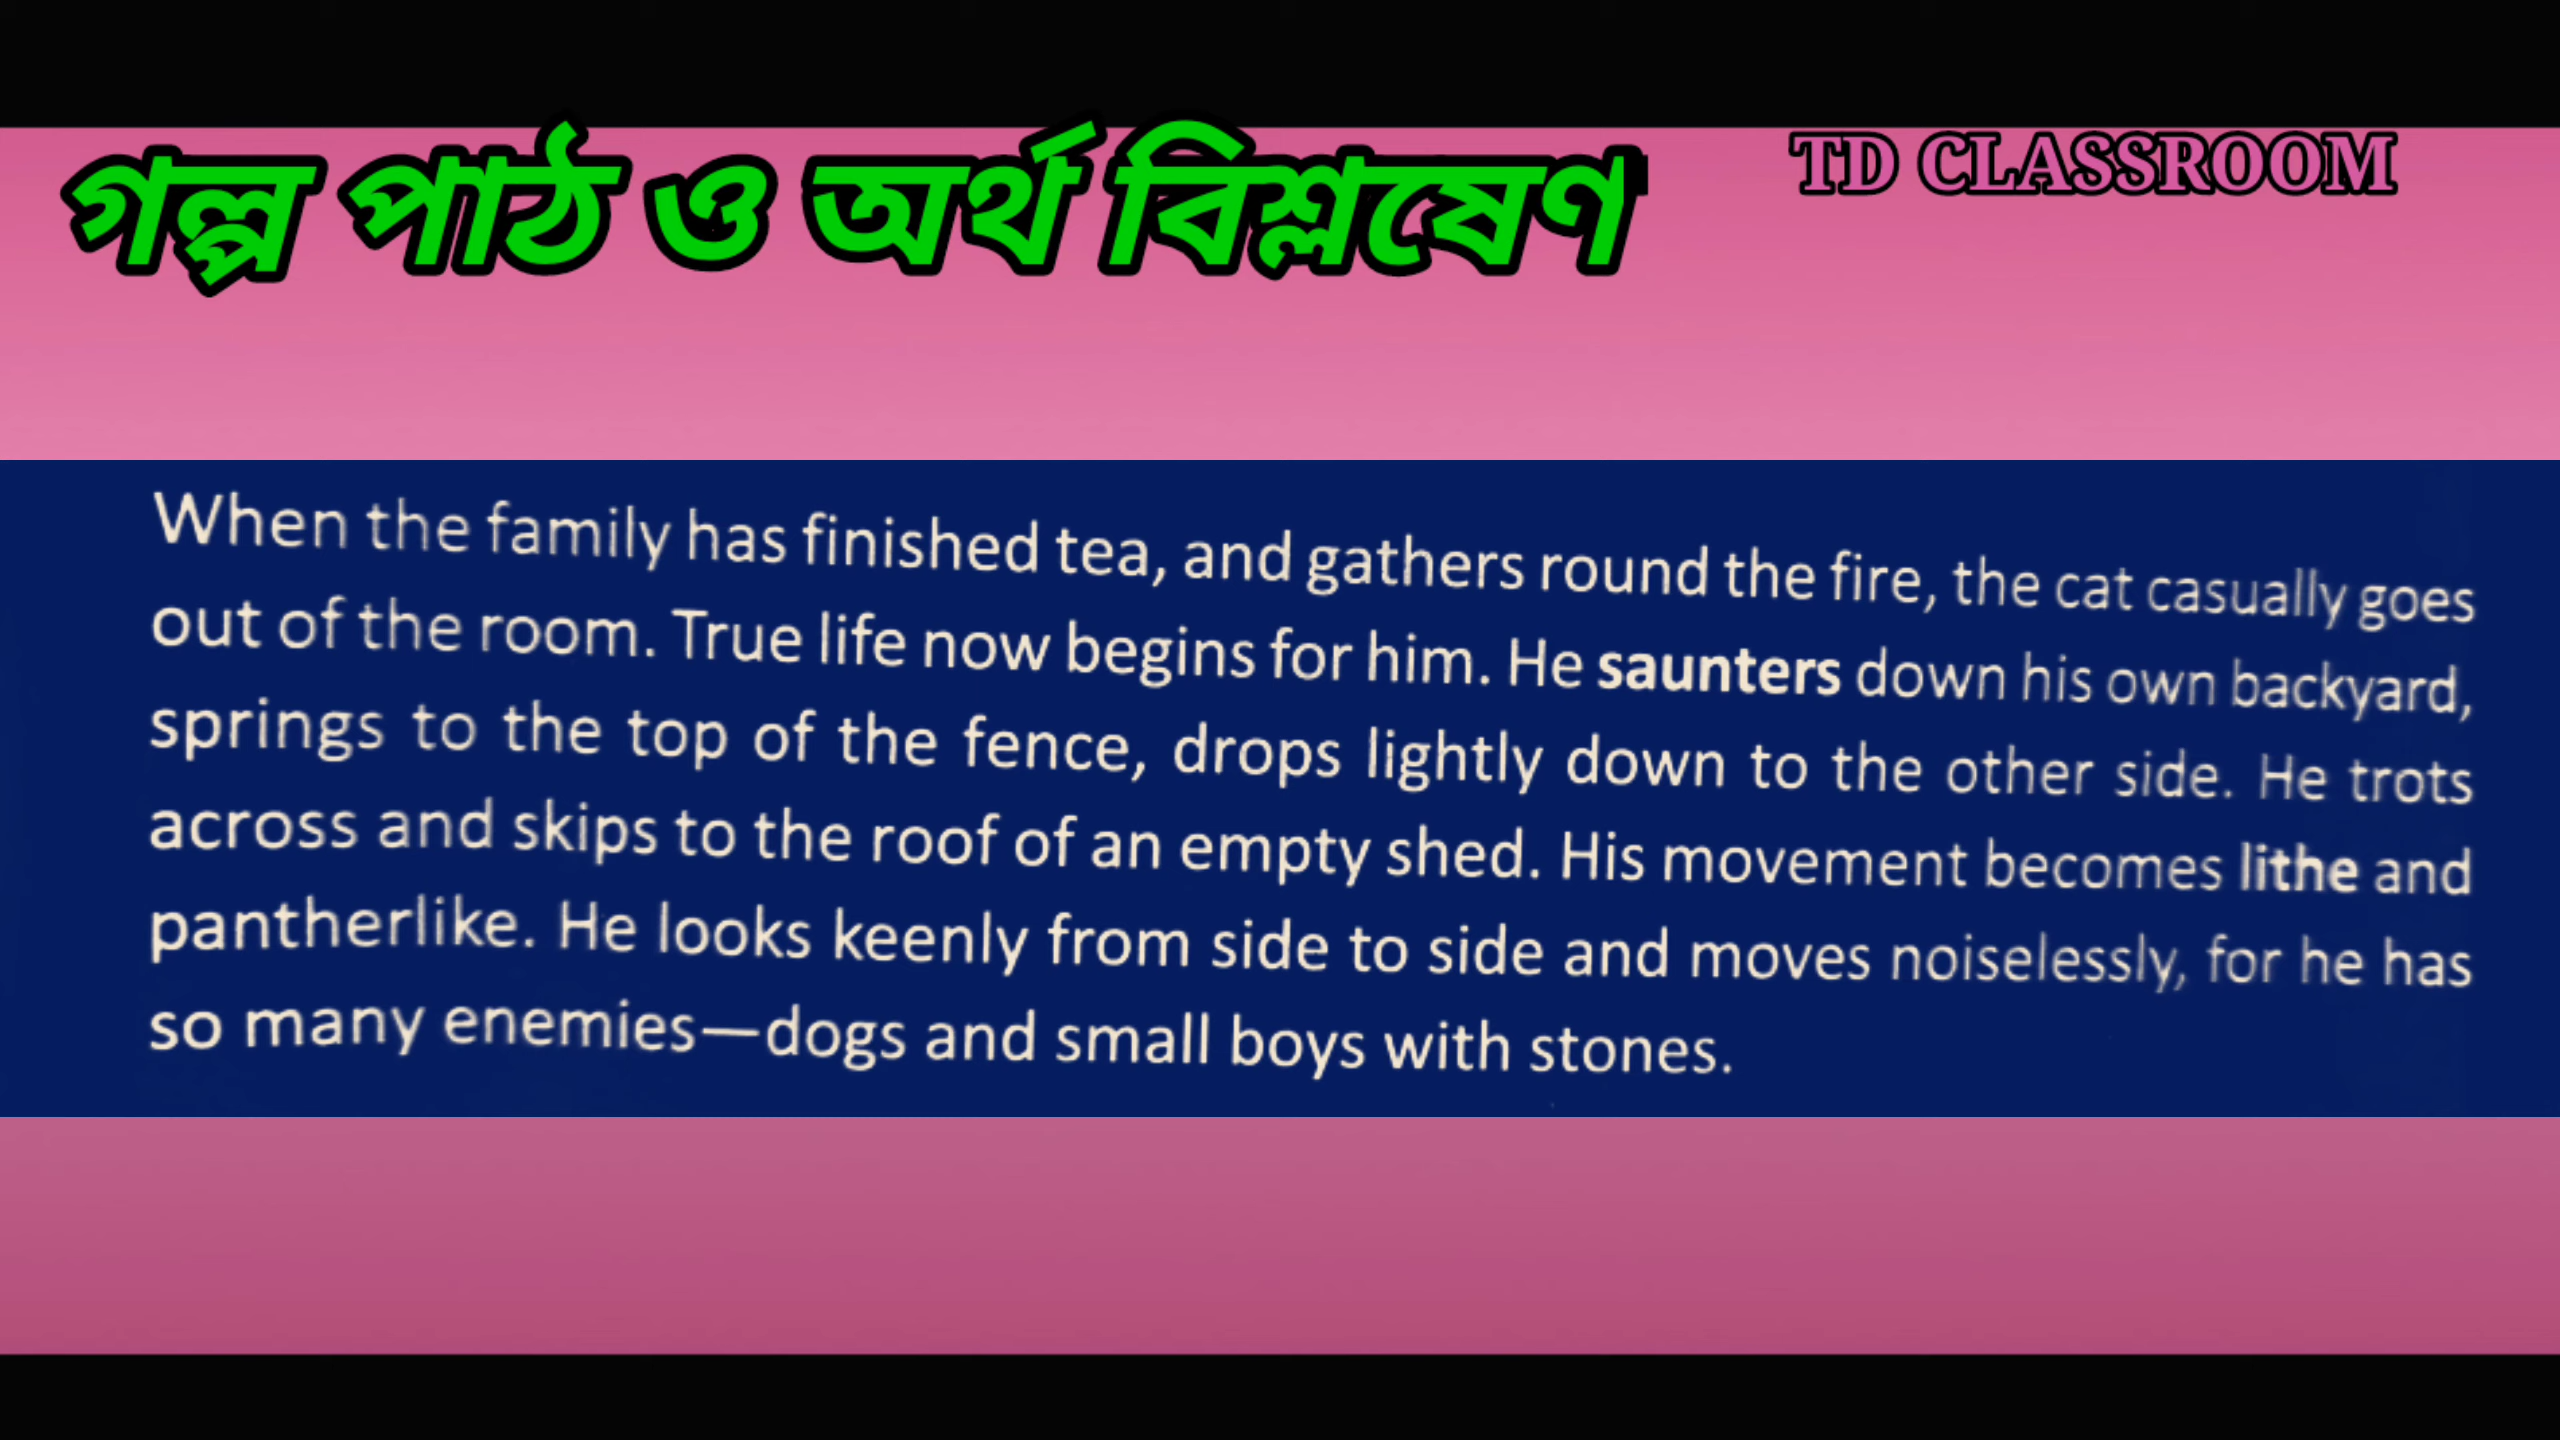 গল্প পাঠ ও অর্থ বিশ্লষেণ
TD CLASSROOM
When the family has finished tea, and gathers round the fire, the cat casually goes
out of the room. True life now begins for him. He saunters down his own backyard,
springs to the top of the fence, drops lightly down to the other side. He trots
across and skips to the roof of an empty shed. His movement becomes lithe and
pantherlike. He looks keenly from side to side and moves noiselessly, for he has
so many enemies—dogs and small boys with stones.